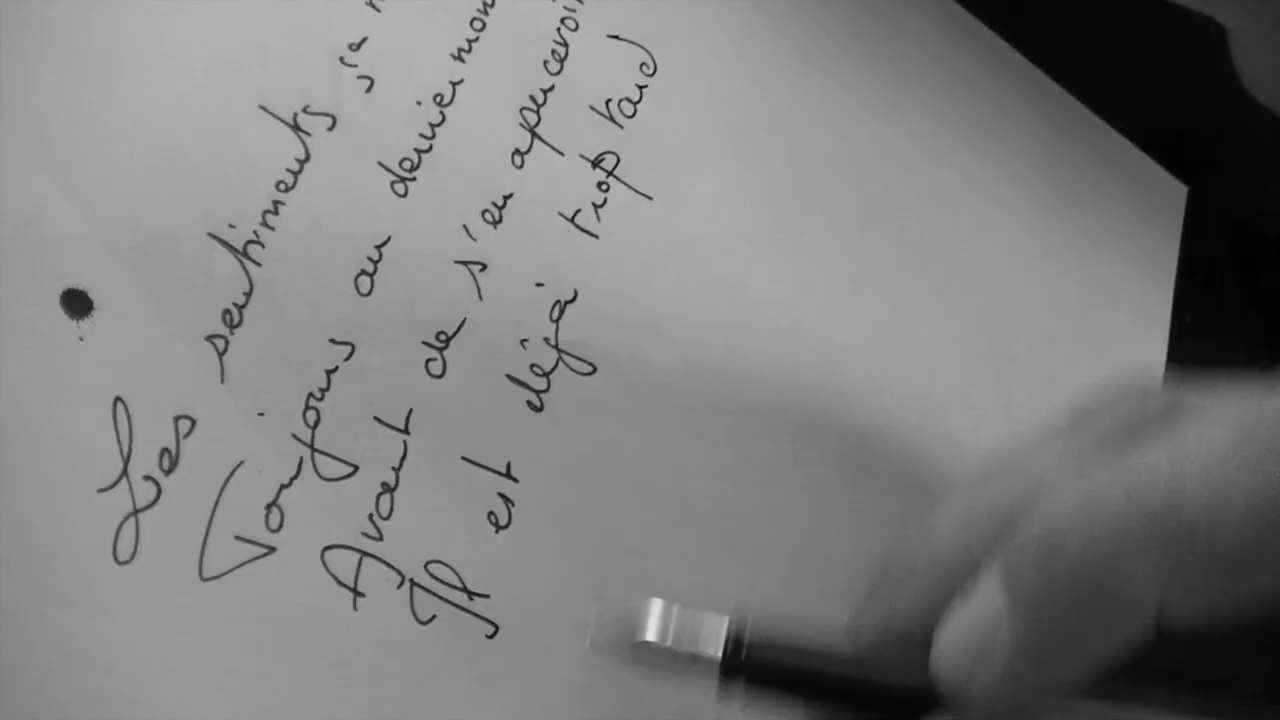 Les sentiments s'a
Toujours au dernier mom
Avant de s'en apercevoir
Il est déjà trop tard